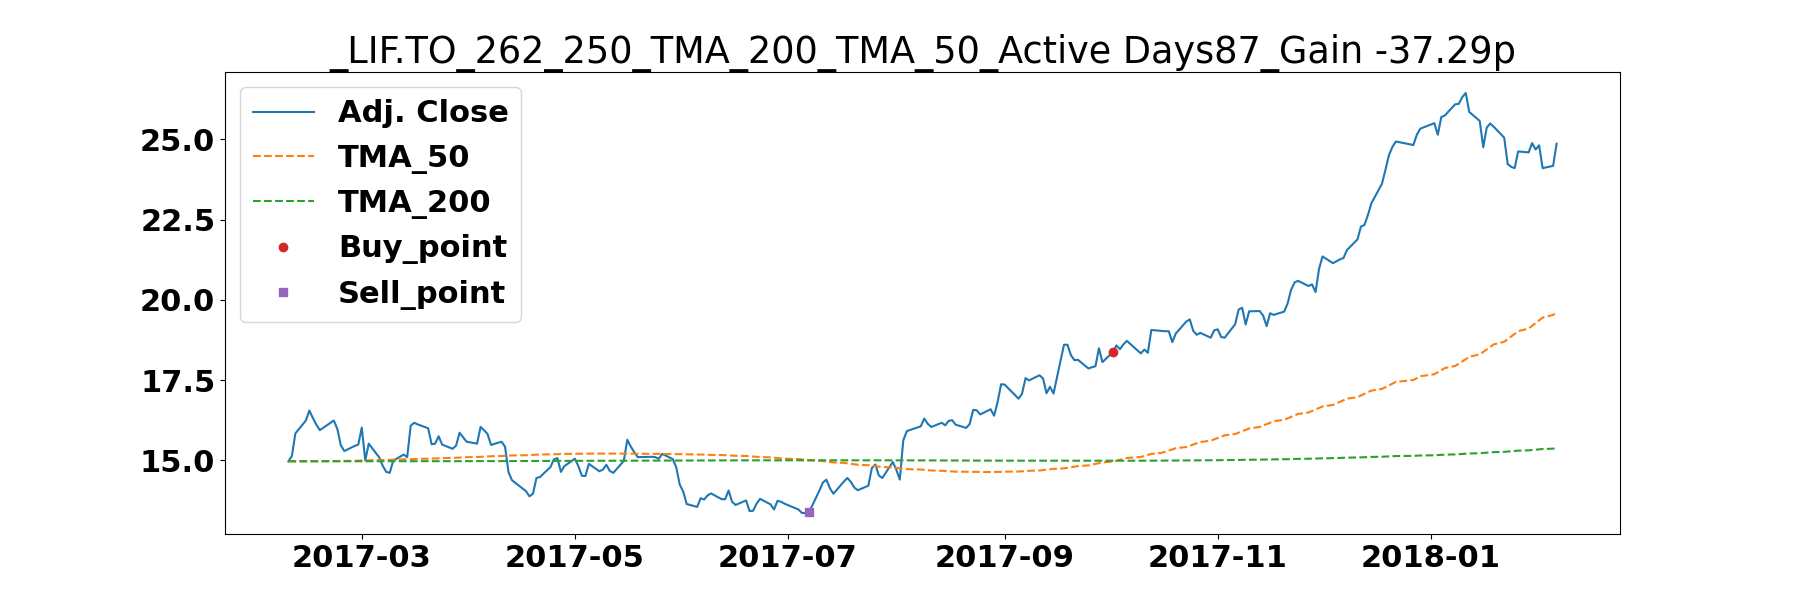 _LIF.TO_262_250_TMA_200_TMA_50_Active Days87_Gain -37.29p
Adj. Close
TMA_50
TMA_200
Buy_point
Sell_point
25.0
22.5
20.0
17.5
15.0
2017-03 2017-05 2017-07 2017-09 2017-11 2018-01